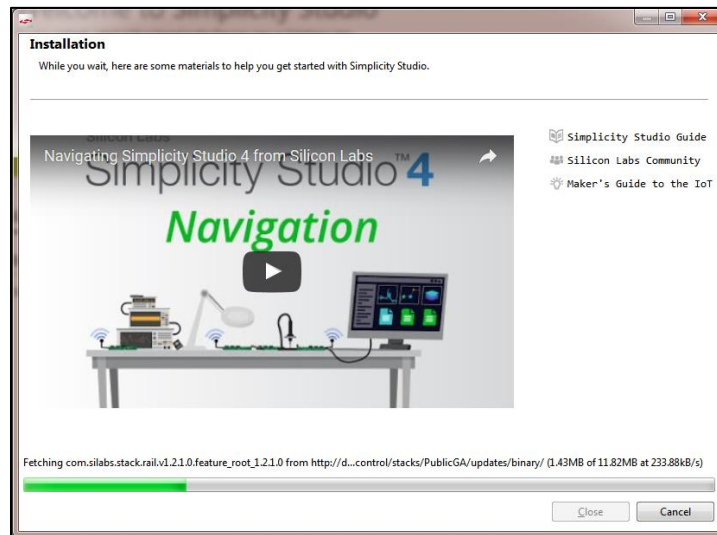 Installation
While you wait, here are some materials to help you get started with Simplicity Studio.
Silicon Labs
Navigating Simplicity Studio 4 from Silicon Labs
Simplicity Studio™4
Navigation
Simplicity Studio Guide
Silicon Labs Community
Maker's Guide to the IoT
Fetching com.silabs.stack.rail.v1.2.1.0.feature_root_1.2.1.0 from http://d...control/stacks/PublicGA/updates/binary/ (1.43MB of 11.82MB at 233.88kB/s)
Close
Cancel